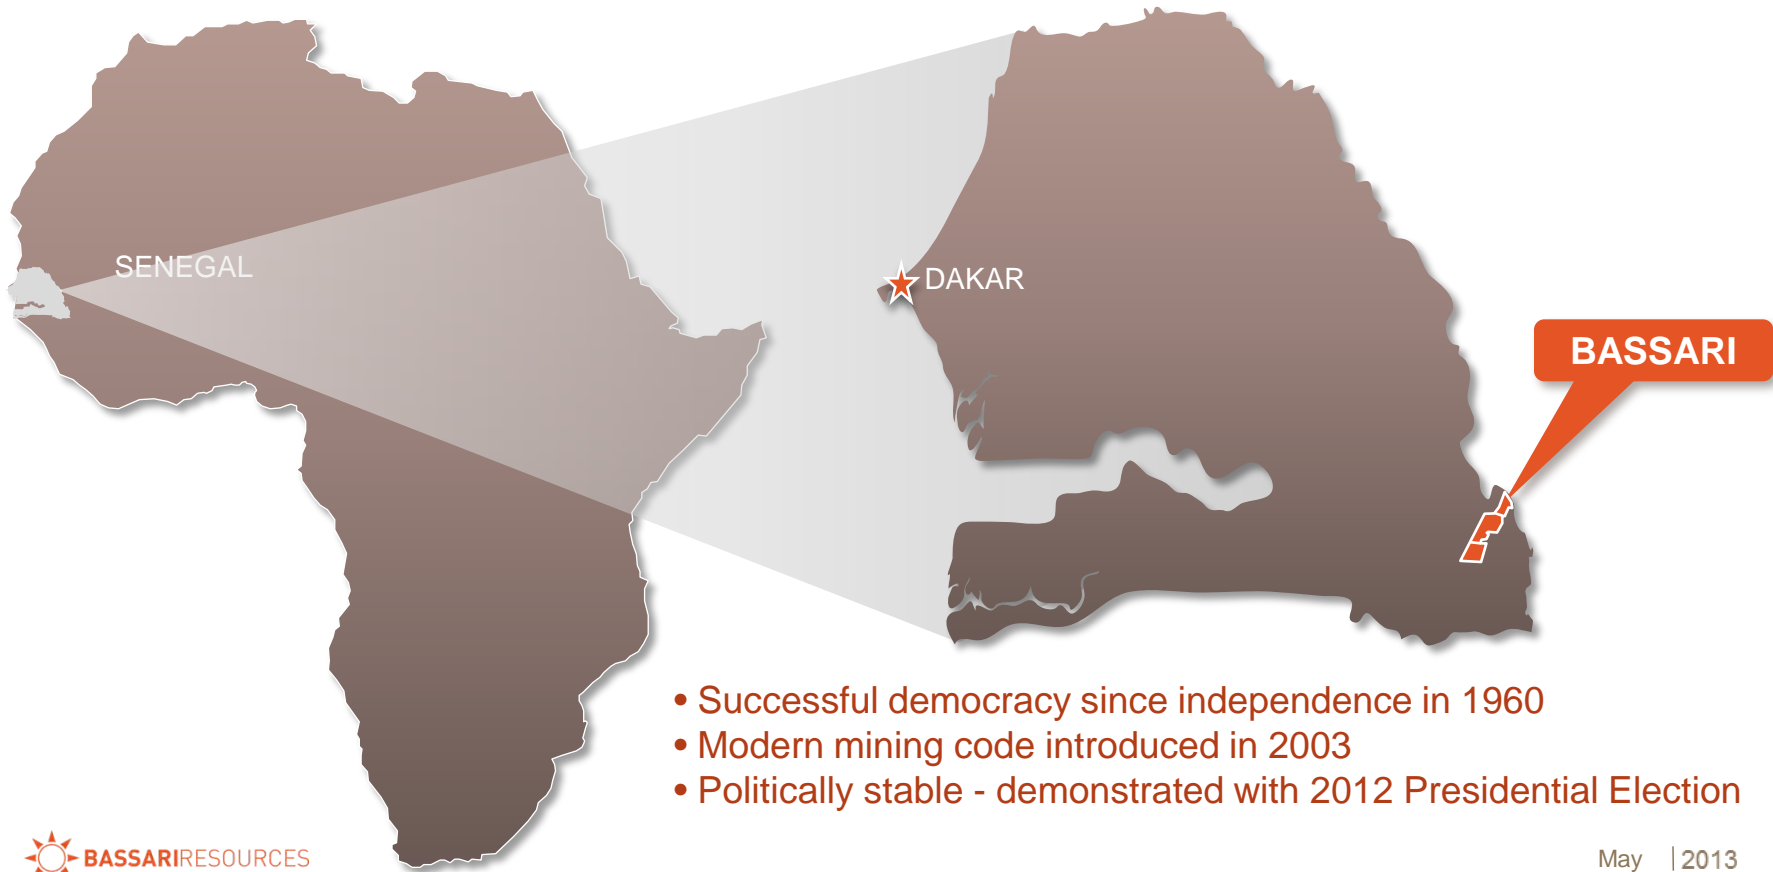 SENEGAL
DAKAR
BASSARI
• Successful democracy since independence in 1960
• Modern mining code introduced in 2003
• Politically stable - demonstrated with 2012 Presidential Election
BASSARIRESOURCES
May | 2013